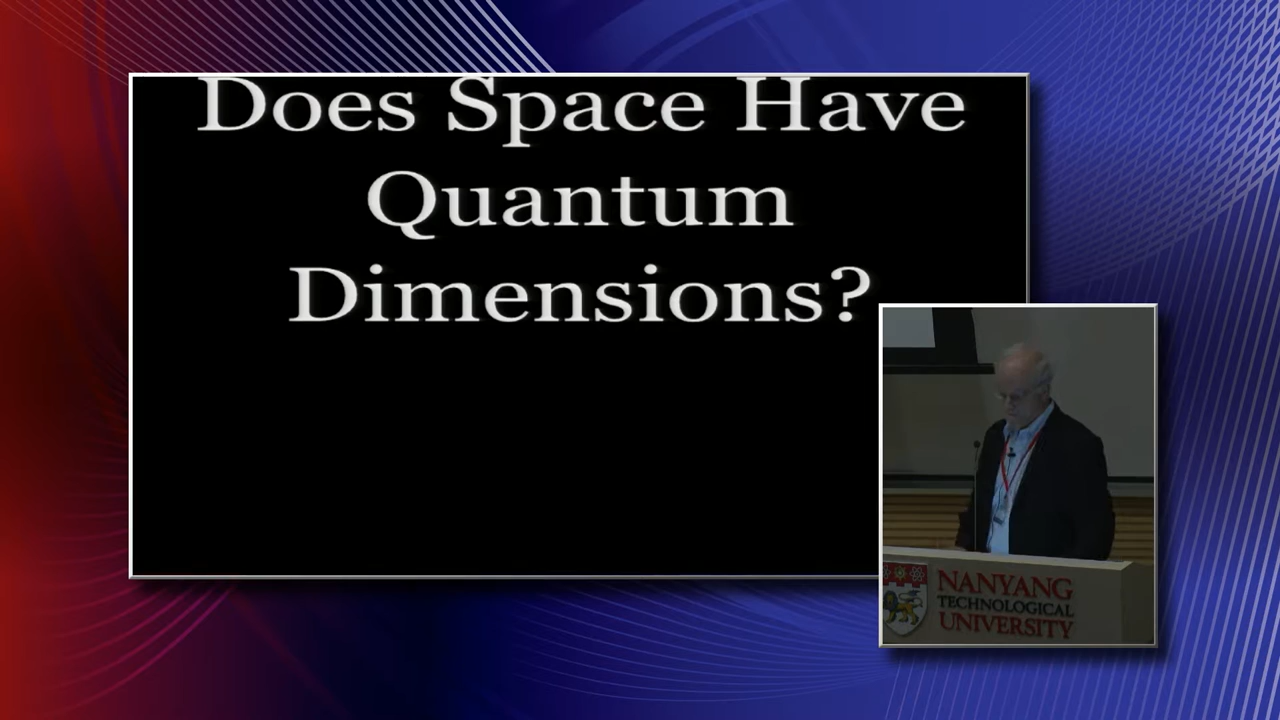 Does Space Have
Quantum
Dimensions?
NANYANG
TECHNOLOGICAL
UNIVERSITY